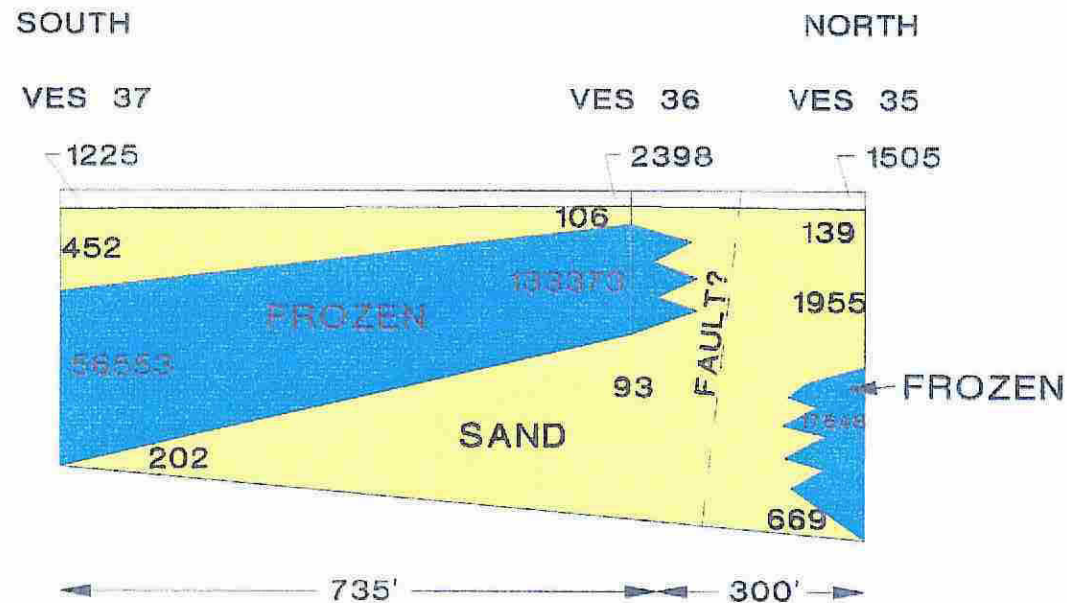 SOUTH NORTH
VES 37 VES 36 VES 35
1225 2398 1505
106
452 139
133373
1955
FROZEN
FAULT?
56553
93 FROZEN
SAND
202
669
735' 300'